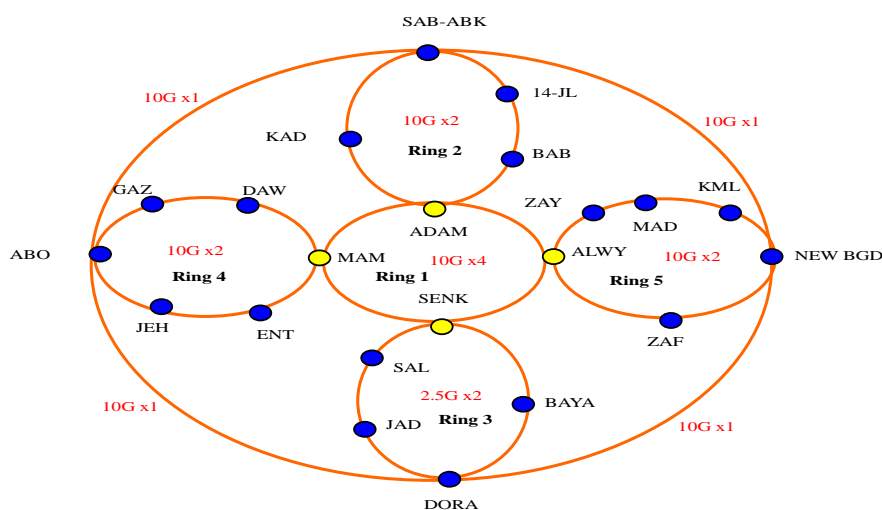 SAB-ABK
10G x1
14-JL
10G x2
10G x1
KAD
Ring 2
BAB
GAZ
DAW
ZAY
KML
MAD
ADAM
ABO
10G x2
MAM
10G x4
ALWY
10G x2
NEW BGD
Ring 4
Ring 1
Ring 5
SENK
JEH
ENT
ZAF
SAL
10G x1
2.5G x2
BAYA
JAD
Ring 3
10G x1
DORA